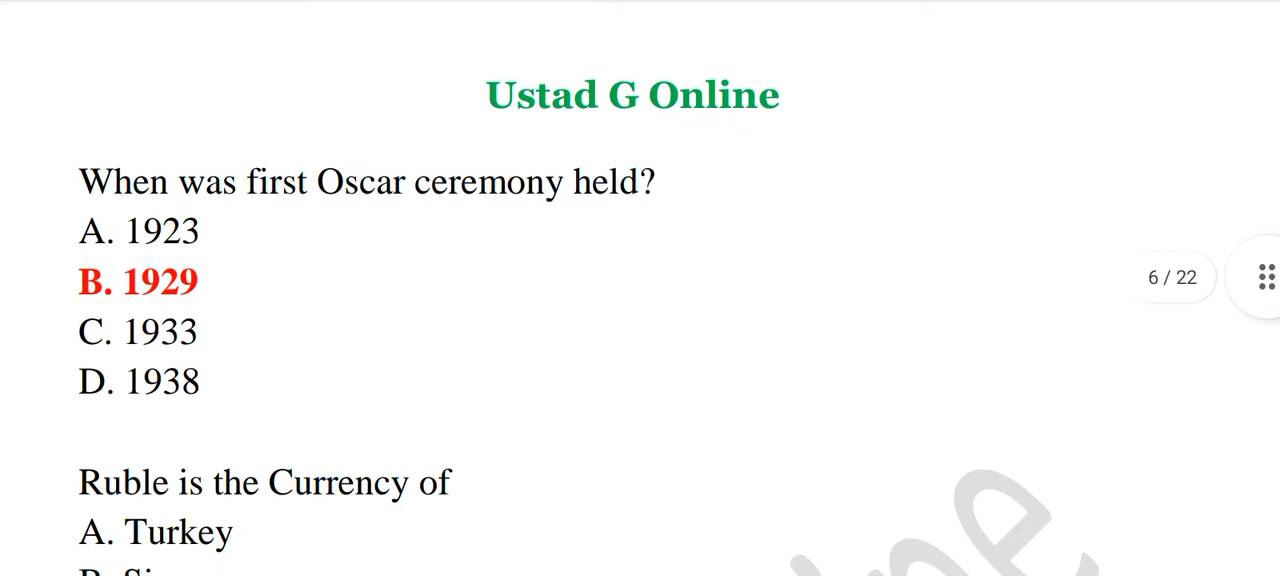 Ustad G Online
When was first Oscar ceremony held?
A. 1923
B. 1929
6 / 22
C. 1933
D. 1938
Ruble is the Currency of
A. Turkey